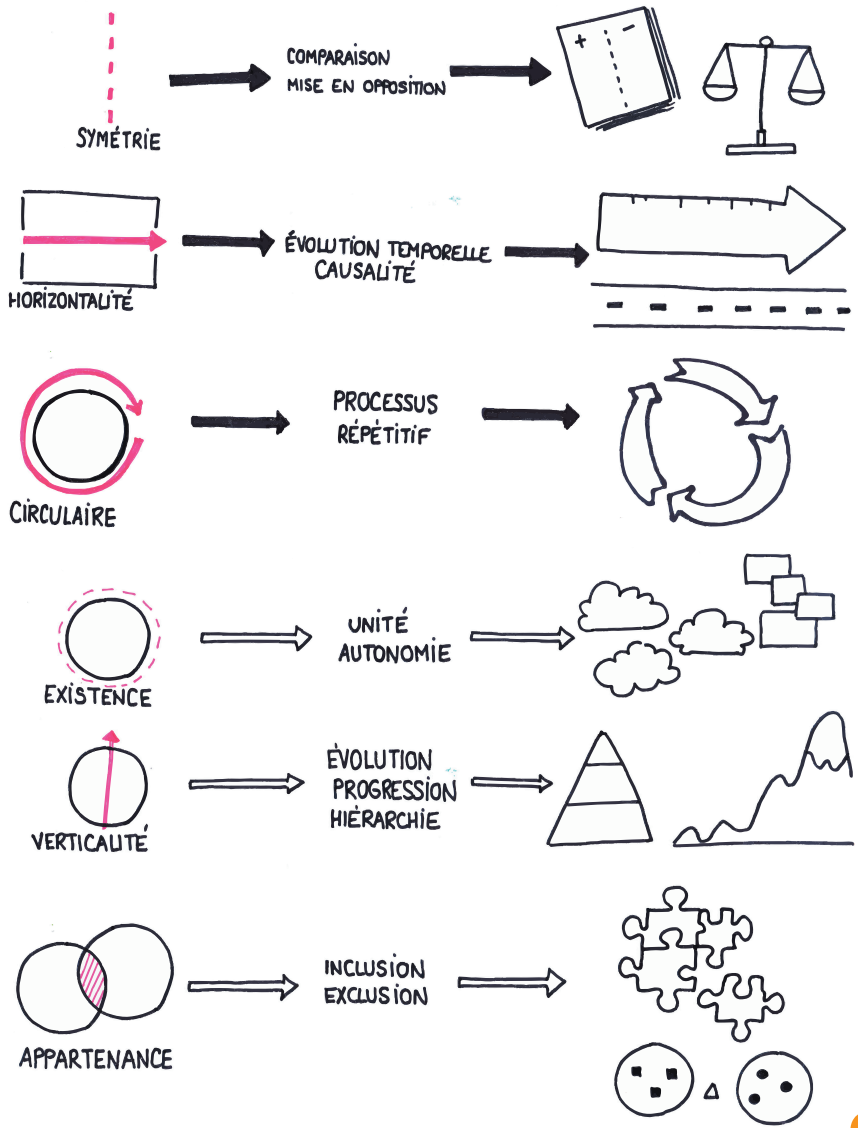 COMPARAISON
MISE EN OPPOSITION
+ -
SYMÉTRIE
ÉVOLUTION TEMPORELLE
CAUSALITÉ
HORIZONTALITÉ
PROCESSUS
RÉPÉTITIF
CIRCULAIRE
UNITÉ
AUTONOMIE
EXISTENCE
ÉVOLUTION
PROGRESSION
HIÉRARCHIE
VERTICALITÉ
INCLUSION
EXCLUSION
APPARTENANCE